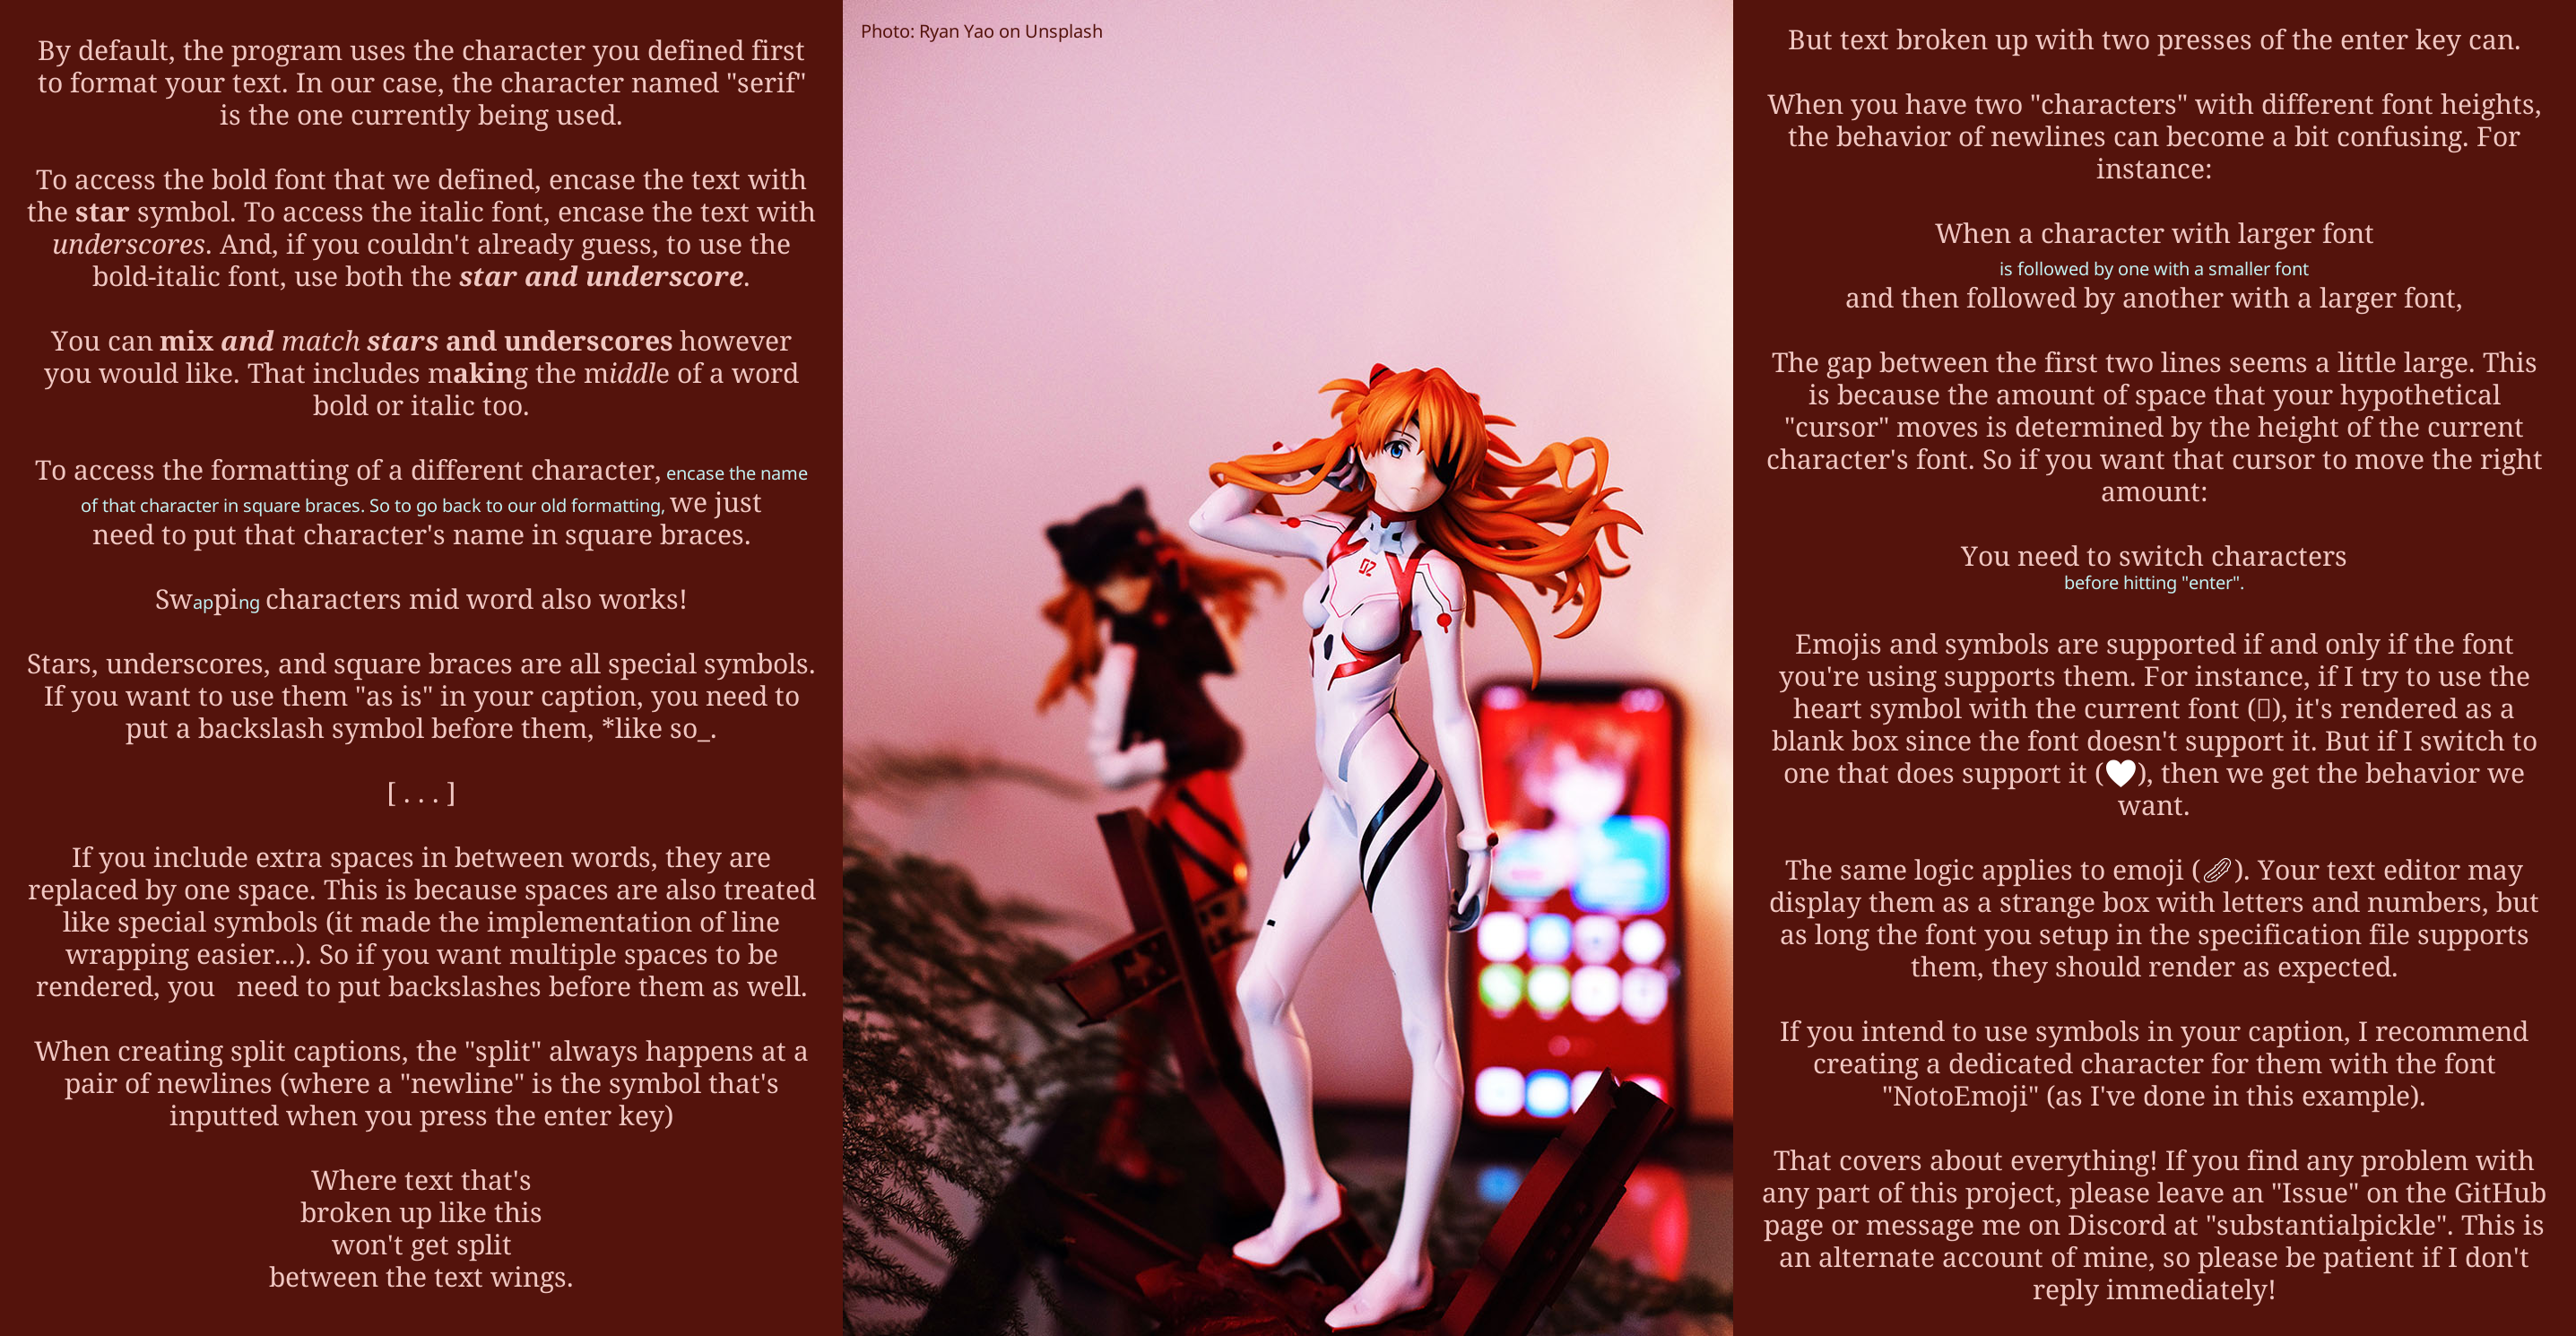 By default, the program uses the character you defined first
to format your text. In our case, the character named "serif"
is the one currently being used.
To access the bold font that we defined, encase the text with
the star symbol. To access the italic font, encase the text with
underscores. And, if you couldn't already guess, to use the
bold-italic font, use both the star and underscore.
You can mix and match stars and underscores however
you would like. That includes making the middle of a word
bold or italic too.
To access the formatting of a different character, encase the name
of that character in square braces. So to go back to our old formatting, we just
need to put that character's name in square braces.
Swapping characters mid word also works!
Stars, underscores, and square braces are all special symbols.
If you want to use them "as is" in your caption, you need to
put a backslash symbol before them, *like so_.
[ . . . ]
If you include extra spaces in between words, they are
replaced by one space. This is because spaces are also treated
like special symbols (it made the implementation of line
wrapping easier...). So if you want multiple spaces to be
rendered, you   need to put backslashes before them as well.
When creating split captions, the "split" always happens at a
pair of newlines (where a "newline" is the symbol that's
inputted when you press the enter key)
Where text that's
broken up like this
won't get split
between the text wings.
Photo: Ryan Yao on Unsplash
02
But text broken up with two presses of the enter key can.
When you have two "characters" with different font heights,
the behavior of newlines can become a bit confusing. For
instance:
When a character with larger font
is followed by one with a smaller font
and then followed by another with a larger font,
The gap between the first two lines seems a little large. This
is because the amount of space that your hypothetical
"cursor" moves is determined by the height of the current
character's font. So if you want that cursor to move the right
amount:
You need to switch characters
before hitting "enter".
Emojis and symbols are supported if and only if the font
you're using supports them. For instance, if I try to use the
heart symbol with the current font (▯), it's rendered as a
blank box since the font doesn't support it. But if I switch to
one that does support it (🤍), then we get the behavior we
want.
The same logic applies to emoji (🥒). Your text editor may
display them as a strange box with letters and numbers, but
as long the font you setup in the specification file supports
them, they should render as expected.
If you intend to use symbols in your caption, I recommend
creating a dedicated character for them with the font
"NotoEmoji" (as I've done in this example).
That covers about everything! If you find any problem with
any part of this project, please leave an "Issue" on the GitHub
page or message me on Discord at "substantialpickle". This is
an alternate account of mine, so please be patient if I don't
reply immediately!